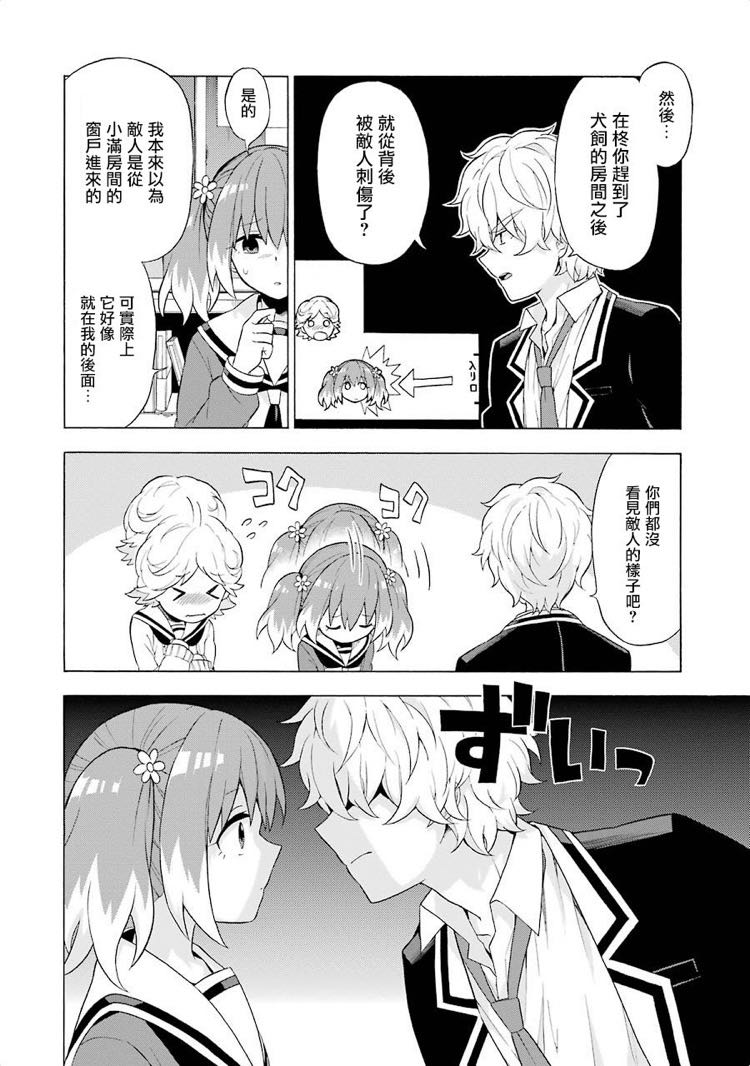 然後…
在柊你趕到了
犬飼的房間之後
就從背後
被敵人刺傷了?
入り口
是的
我本來以為
敵人是從
小滿房間的
窗戶進來的
可實際上
它好像
就在我的後面…
你們都沒
看見敵人的樣子吧?
コク
コク
ずいっ